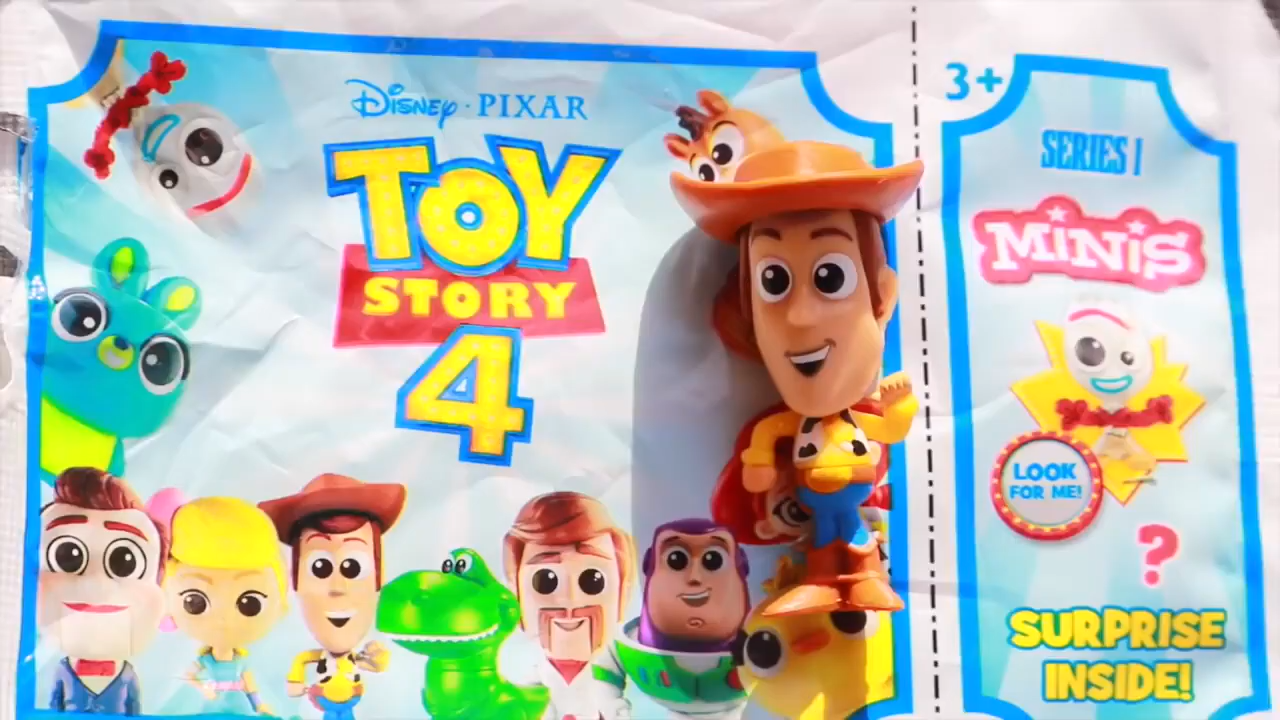 Disney · PIXAR
TOY
STORY
4
3+
SERIES 1
MINIS
LOOK
FOR ME!
?
SURPRISE
INSIDE!